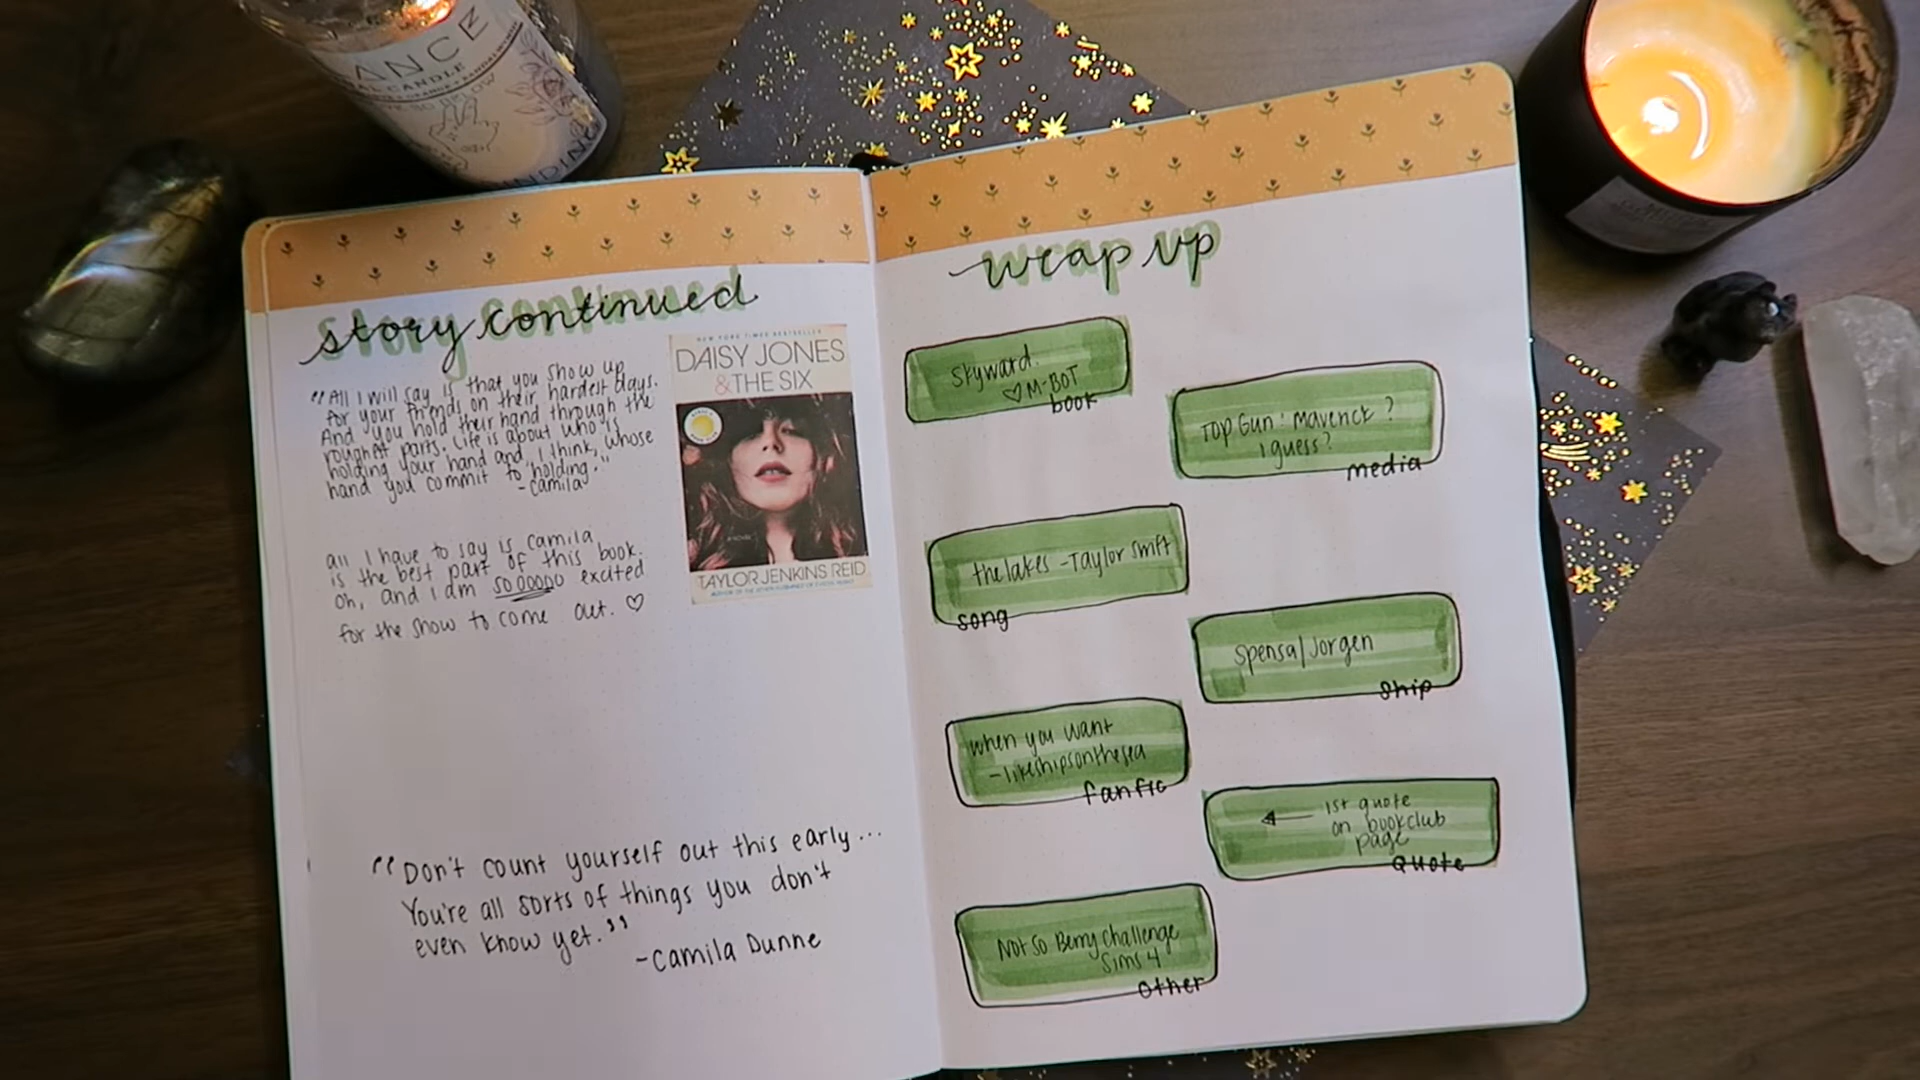 ANCE
CANDLE
story continued
"All I will say is that you show up
for your friends on their hardest days.
And you hold their hand through the
roughest parts. Life is about who is
holding your hand and, I think, whose
hand you commit to holding."
-Camila
all I have to say is camila
is the best part of this book.
oh, and I am sooooo excited
for the show to come out. ♡
NEW YORK TIMES BESTSELLER
DAISY JONES
& THE SIX
TAYLOR JENKINS REID
"Don't count yourself out this early...
You're all sorts of things you don't
even know yet."
-Camila Dunne
wrap up
Skyward.
♡M-BOT
book
Top Gun: Maverick?
I guess?
media
the lakes -Taylor Swift
song
Spensa/Jorgen
ship
when you want
-likeshipsonthesea
fanfic
← 1st quote
on bookclub
page
quote
Not So Berry Challenge
Sims 4
other